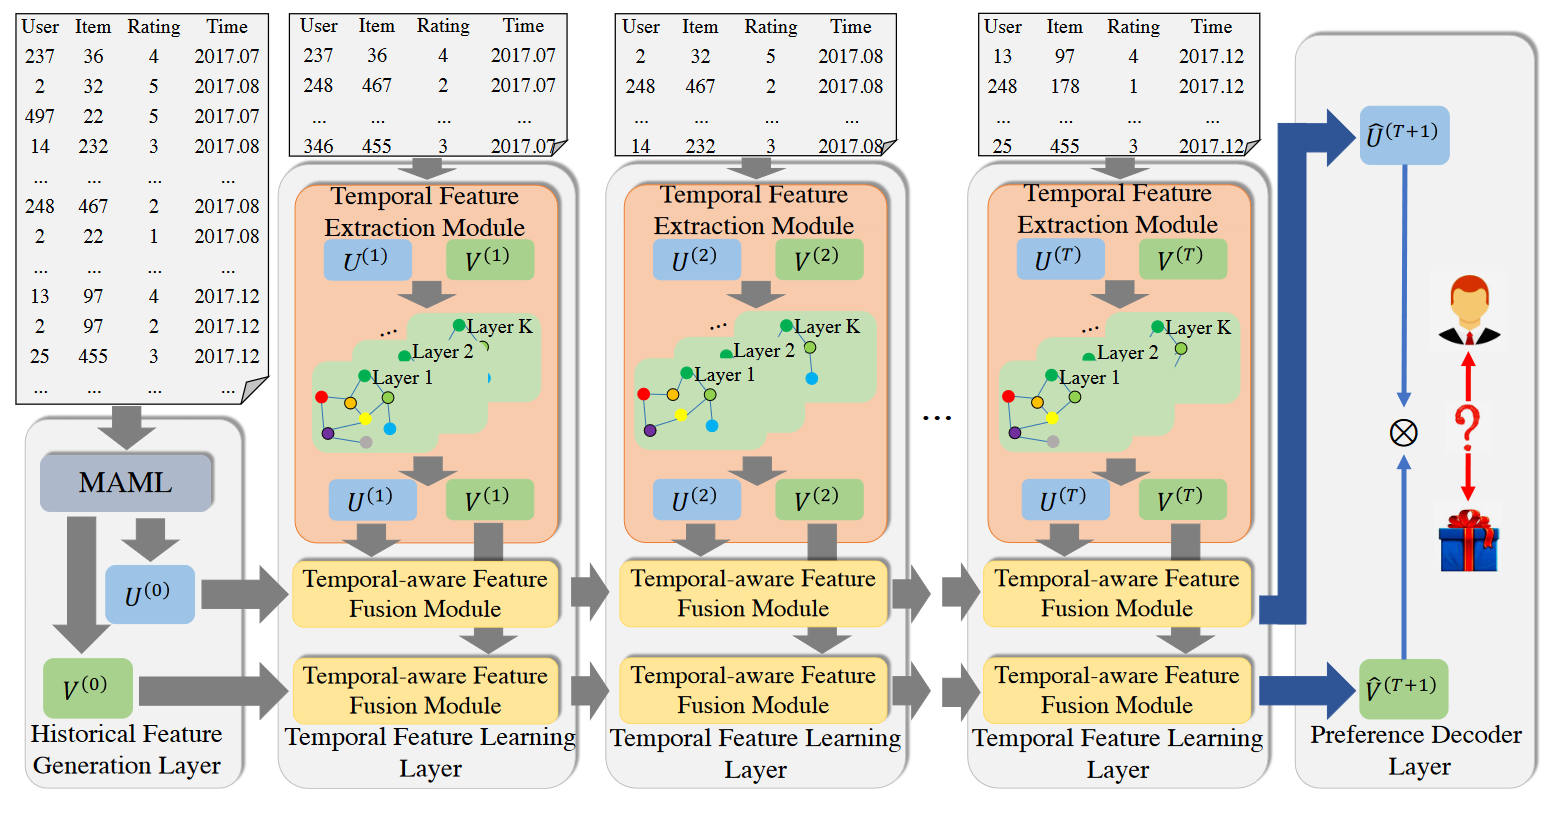 User Item Rating Time
237 36 4 2017.07
2 32 5 2017.08
497 22 5 2017.07
14 232 3 2017.08
... ... ... ...
248 467 2 2017.08
2 22 1 2017.08
... ... ... ...
13 97 4 2017.12
2 97 2 2017.12
25 455 3 2017.12
... ... ... ...
MAML
U^(0)
V^(0)
Historical Feature
Generation Layer
User Item Rating Time
237 36 4 2017.07
248 467 2 2017.07
... ... ... ...
346 455 3 2017.07
Temporal Feature
Extraction Module
U^(1) V^(1)
... Layer K
Layer 2
Layer 1
U^(1) V^(1)
Temporal-aware Feature
Fusion Module
Temporal-aware Feature
Fusion Module
Temporal Feature Learning
Layer
User Item Rating Time
2 32 5 2017.08
248 467 2 2017.08
... ... ... ...
14 232 3 2017.08
Temporal Feature
Extraction Module
U^(2) V^(2)
... Layer K
Layer 2
Layer 1
U^(2) V^(2)
Temporal-aware Feature
Fusion Module
Temporal-aware Feature
Fusion Module
Temporal Feature Learning
Layer
...
User Item Rating Time
13 97 4 2017.12
248 178 1 2017.12
... ... ... ...
25 455 3 2017.12
Temporal Feature
Extraction Module
U^(T) V^(T)
... Layer K
Layer 2
Layer 1
U^(T) V^(T)
Temporal-aware Feature
Fusion Module
Temporal-aware Feature
Fusion Module
Temporal Feature Learning
Layer
Û^(T+1)
⊗
?
V̂^(T+1)
Preference Decoder
Layer